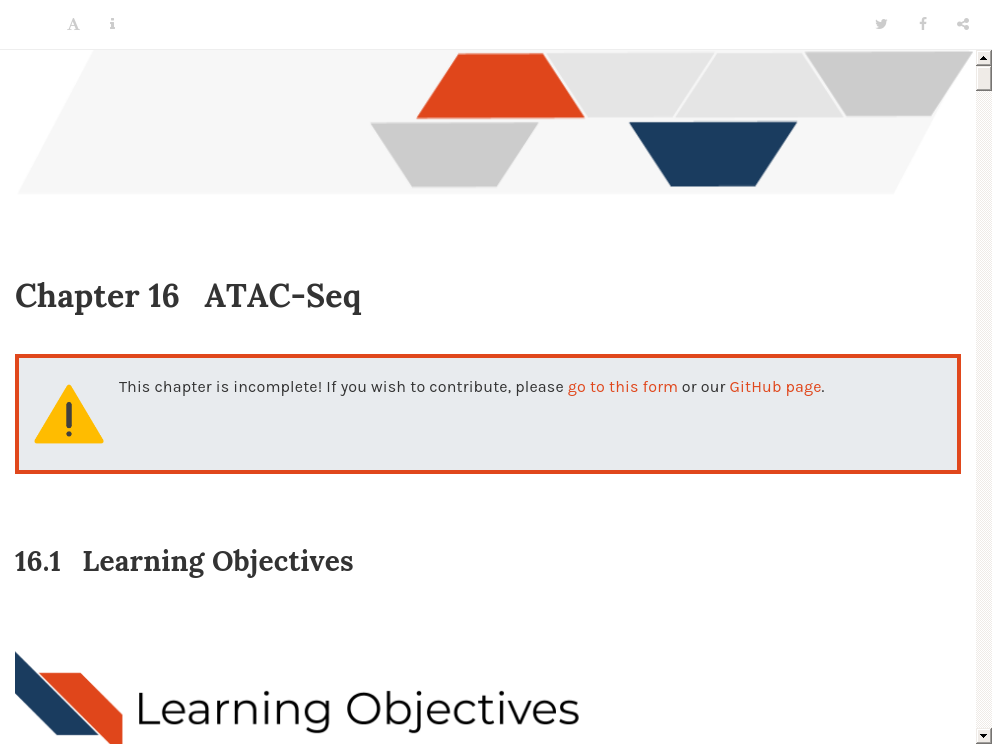 Chapter 16 ATAC-Seq
This chapter is incomplete! If you wish to contribute, please go to this form or our GitHub page.
16.1 Learning Objectives
Learning Objectives